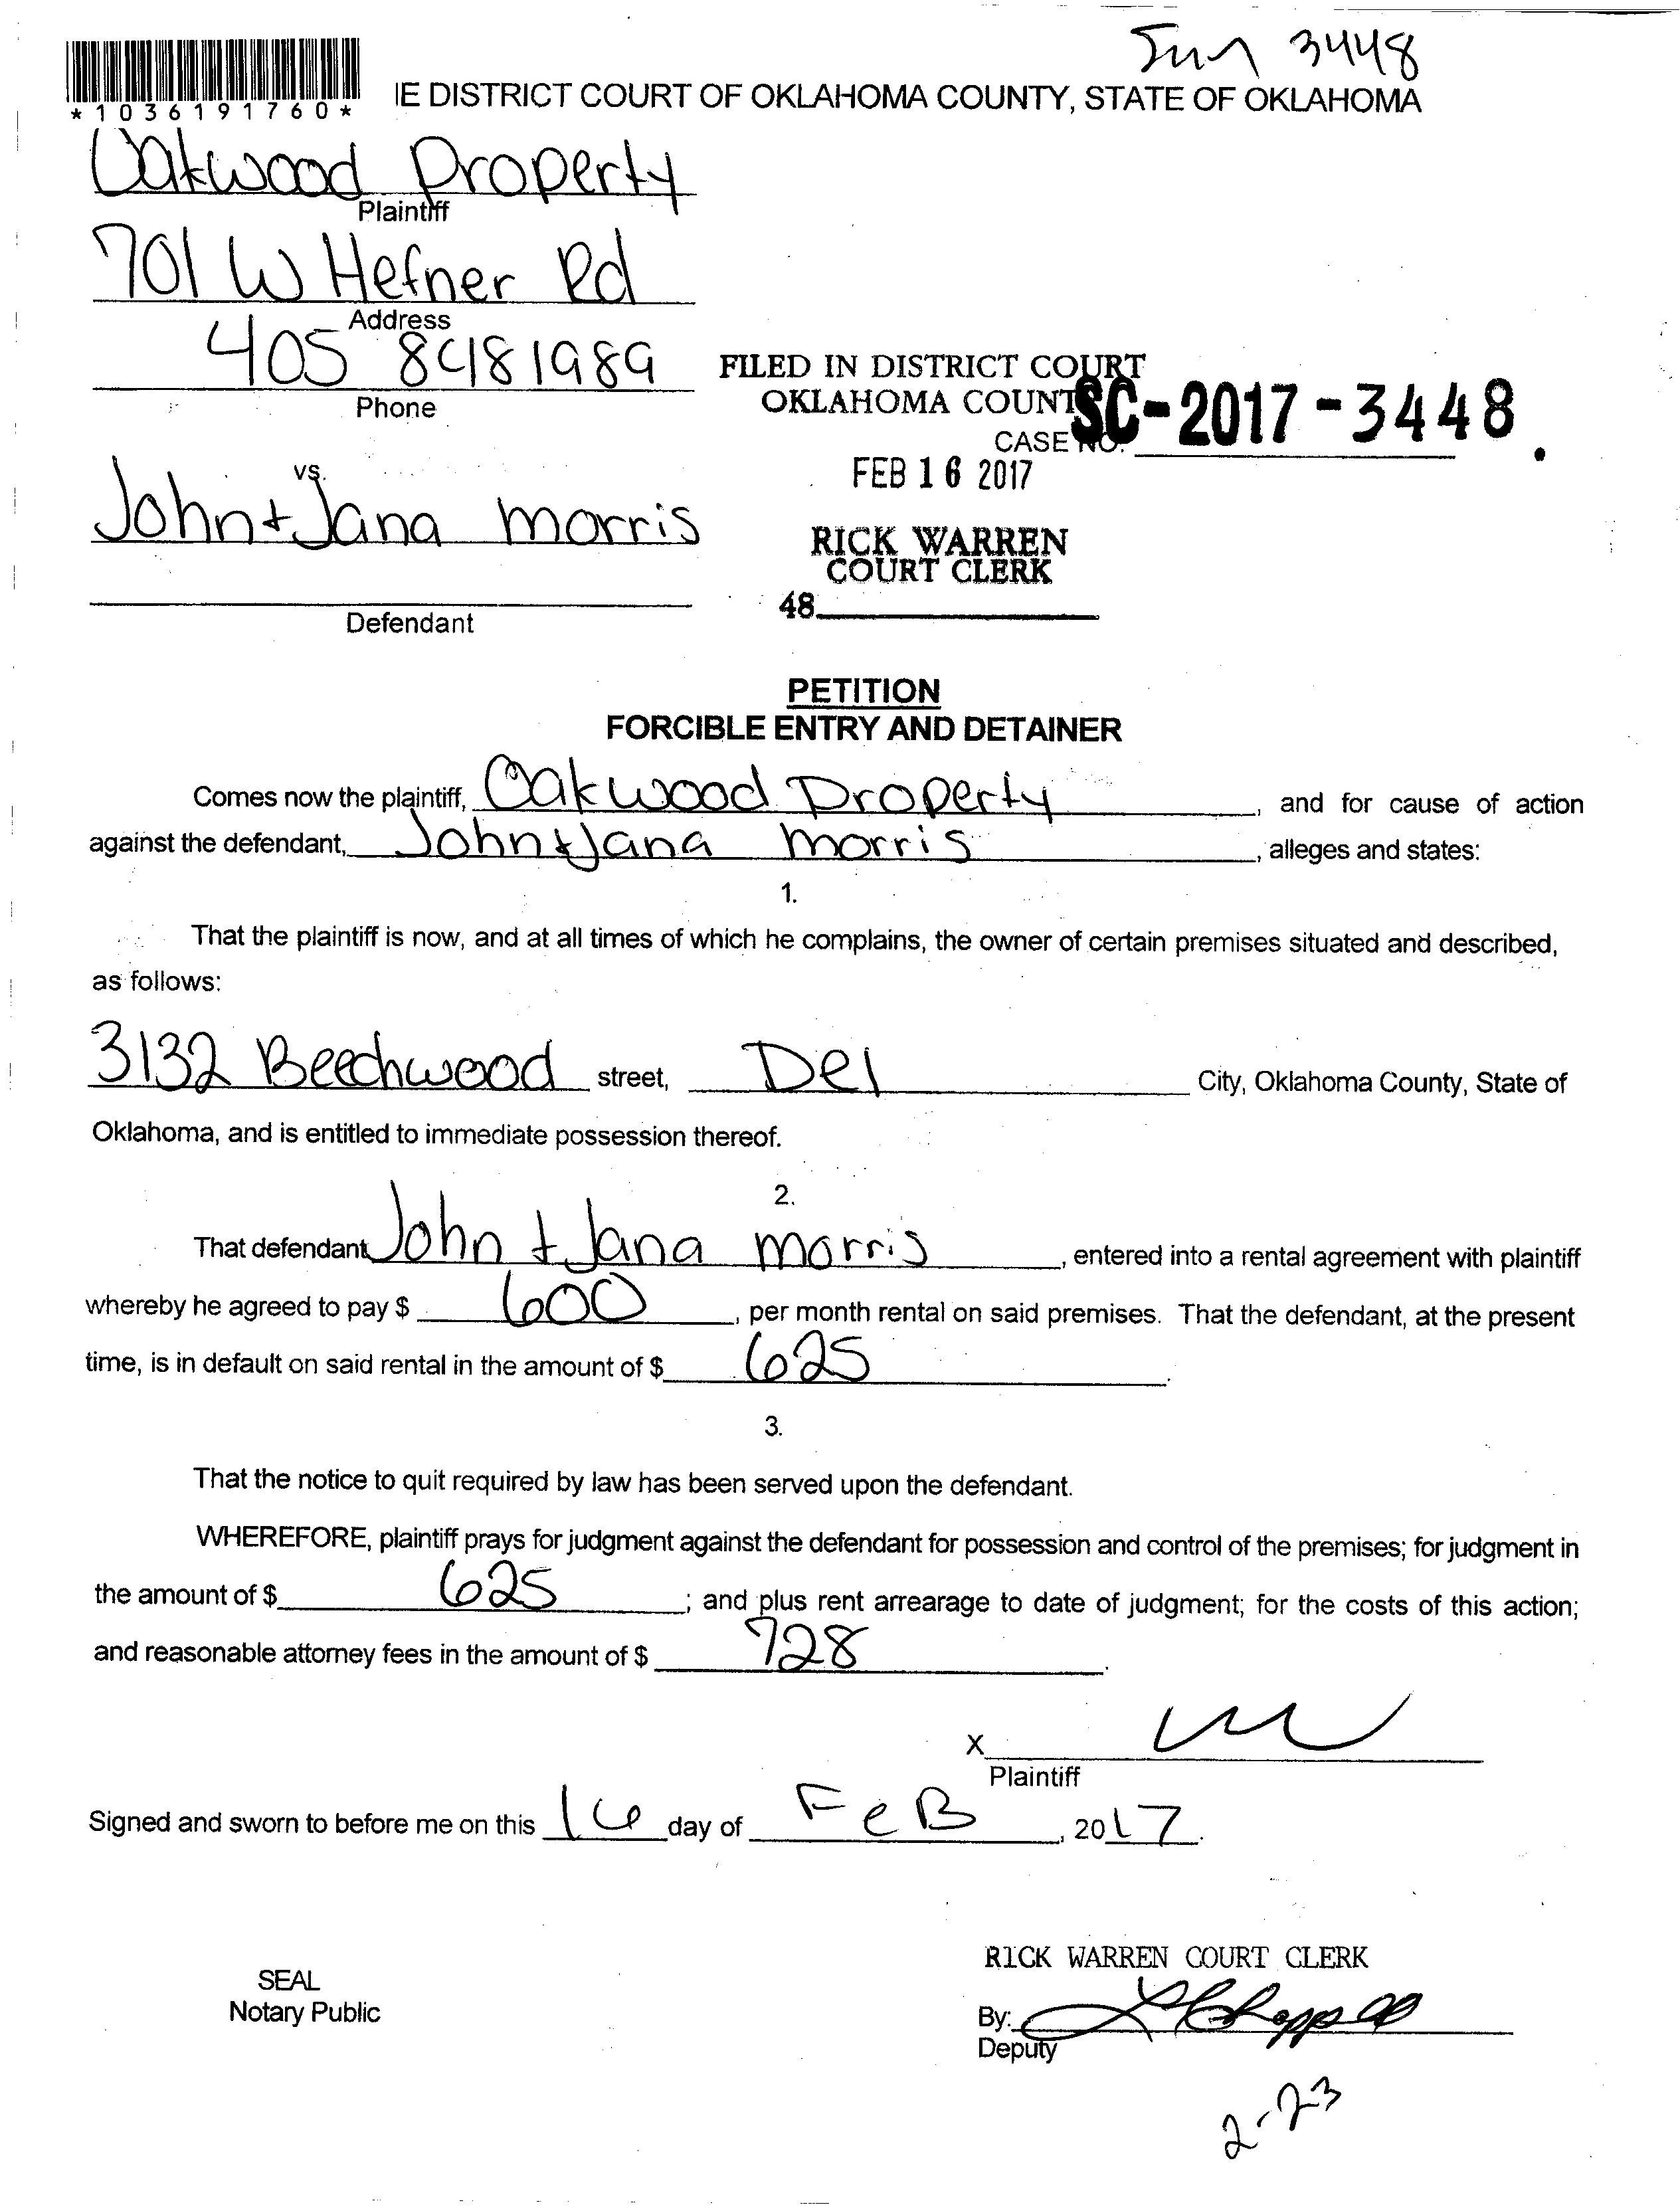 3448
*1036191760*
IE DISTRICT COURT OF OKLAHOMA COUNTY, STATE OF OKLAHOMA
Oakwood Property
Plaintiff
701 W Hefner Rd
Address
405 8481989
Phone
FILED IN DISTRICT COURT
OKLAHOMA COUNT
CASE NO. SC-2017-3448.
FEB 16 2017
vs.
John + Jana morris
RICK WARREN
COURT CLERK
48
Defendant
PETITION
FORCIBLE ENTRY AND DETAINER
Comes now the plaintiff, Oakwood Property, and for cause of action
against the defendant, John + Jana morris, alleges and states:
1.
That the plaintiff is now, and at all times of which he complains, the owner of certain premises situated and described,
as follows:
3132 Beechwood street, Del City, Oklahoma County, State of
Oklahoma, and is entitled to immediate possession thereof.
2.
That defendant John + Jana morris, entered into a rental agreement with plaintiff
whereby he agreed to pay $ 600, per month rental on said premises. That the defendant, at the present
time, is in default on said rental in the amount of $ 625.
3.
That the notice to quit required by law has been served upon the defendant.
WHEREFORE, plaintiff prays for judgment against the defendant for possession and control of the premises; for judgment in
the amount of $ 625; and plus rent arrearage to date of judgment; for the costs of this action;
and reasonable attorney fees in the amount of $ 728.
X
Plaintiff
Signed and sworn to before me on this 16 day of FeB, 2017.
RICK WARREN COURT CLERK
SEAL
Notary Public
By:
Deputy
2-23